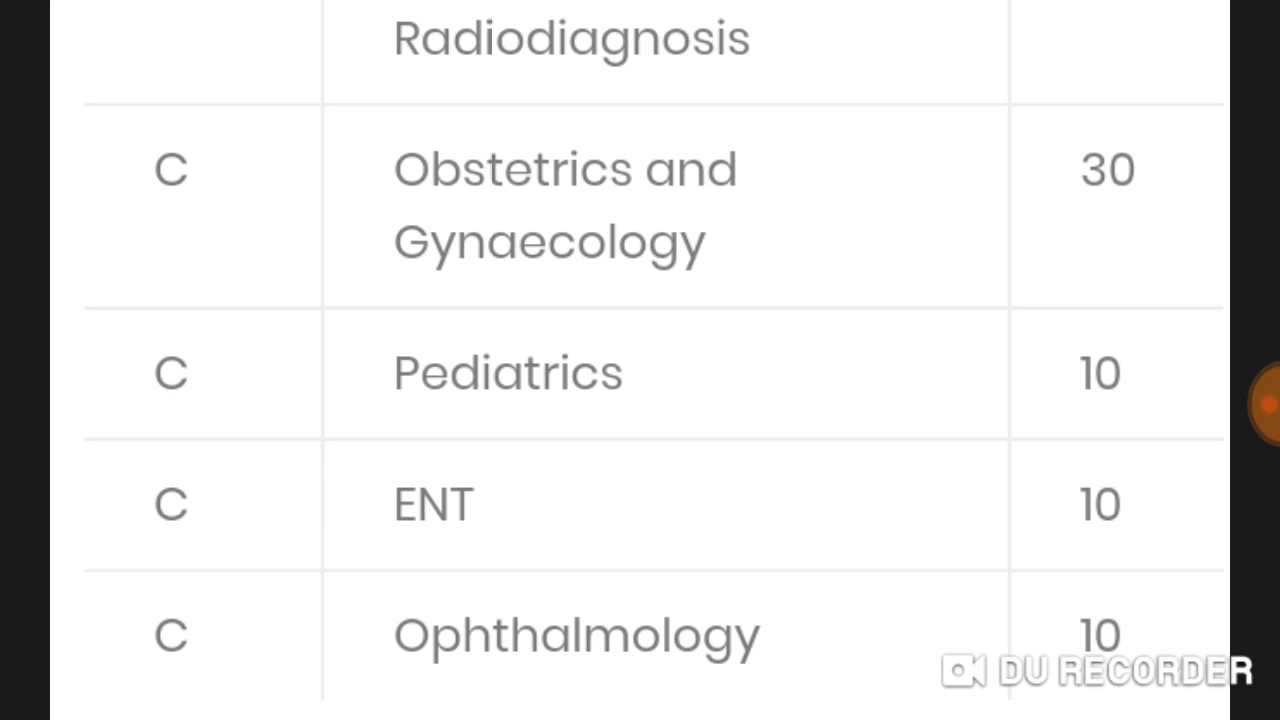 Radiodiagnosis
C Obstetrics and 30
Gynaecology
C Pediatrics 10
C ENT 10
C Ophthalmology 10
DU RECORDER